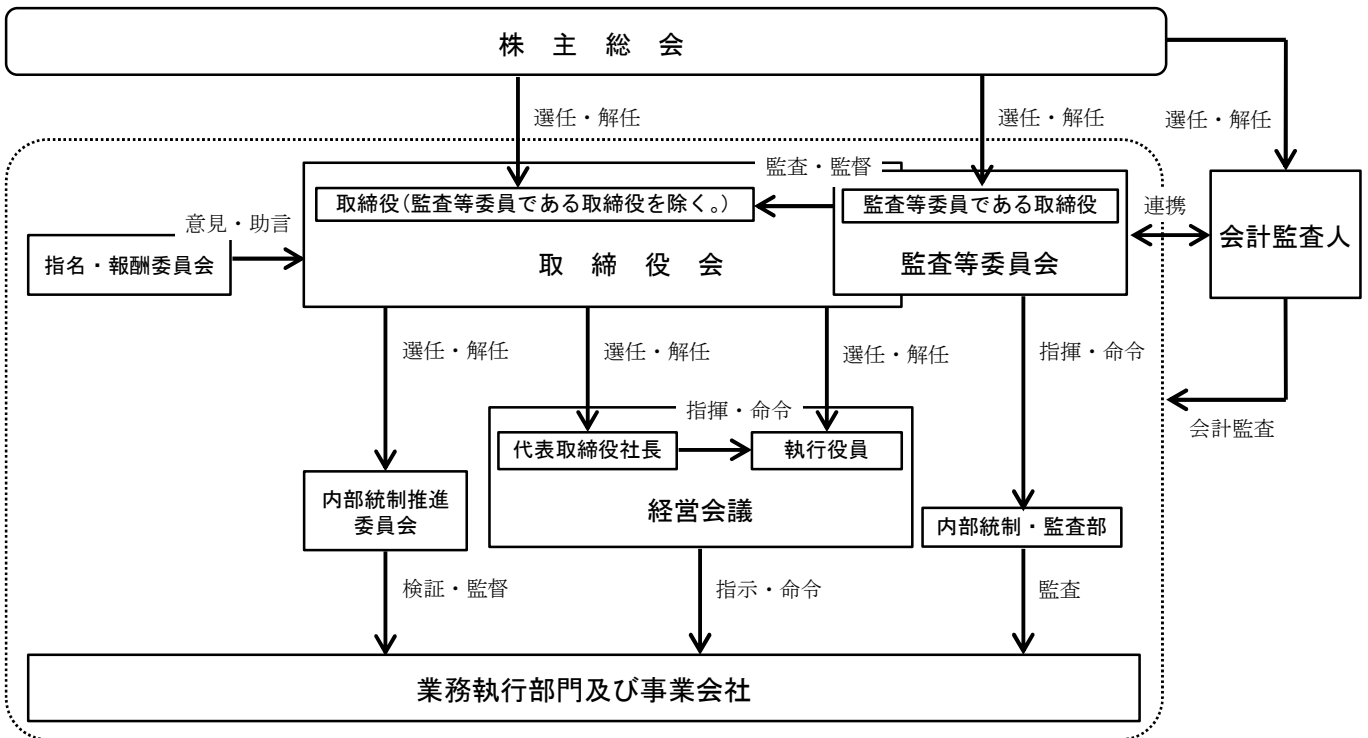 株主総会
選任・解任
選任・解任
選任・解任
監査・監督
取締役(監査等委員である取締役を除く。)
監査等委員である取締役
意見・助言
連携
指名・報酬委員会
取締役会
監査等委員会
会計監査人
選任・解任
選任・解任
選任・解任
指揮・命令
指揮・命令
会計監査
代表取締役社長
執行役員
内部統制推進
委員会
経営会議
内部統制・監査部
検証・監督
指示・命令
監査
業務執行部門及び事業会社